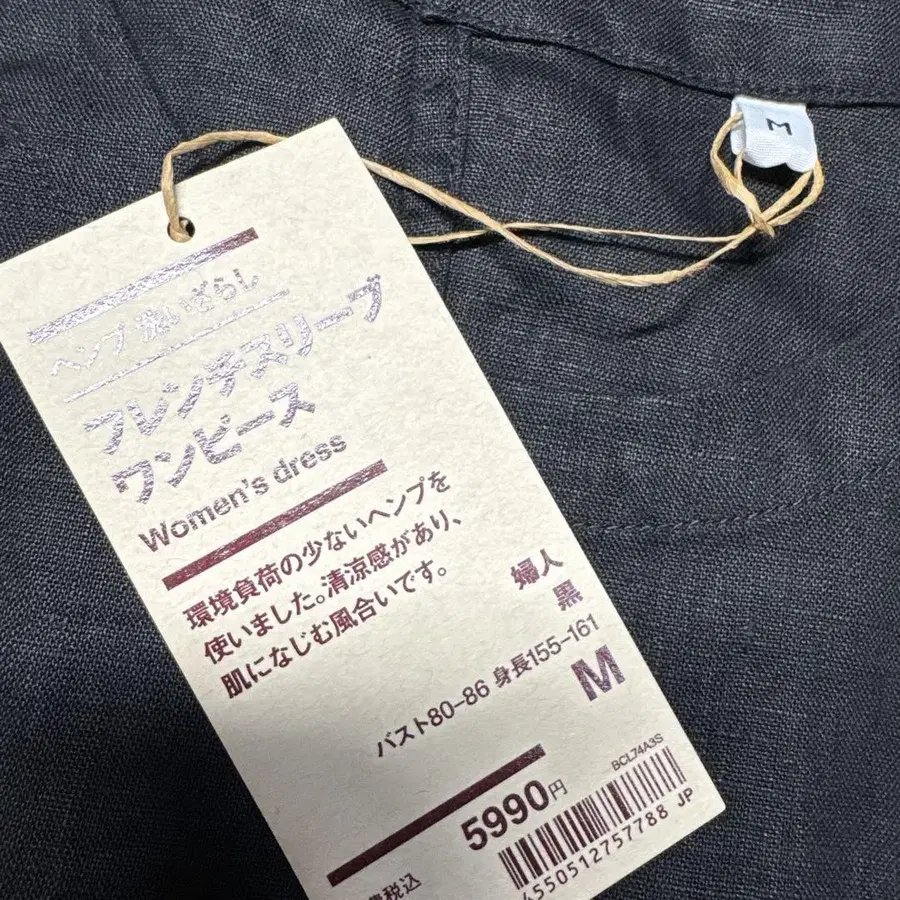 M
ヘンプ 洗いざらし
フレンチスリーブ
ワンピース
Women's dress
環境負荷の少ないヘンプを
使いました。清涼感があり、
肌になじむ風合いです。
婦人
黒
バスト80–86 身長155–161
M
BCL74A3S
5990円
税込
4550512757788 JP